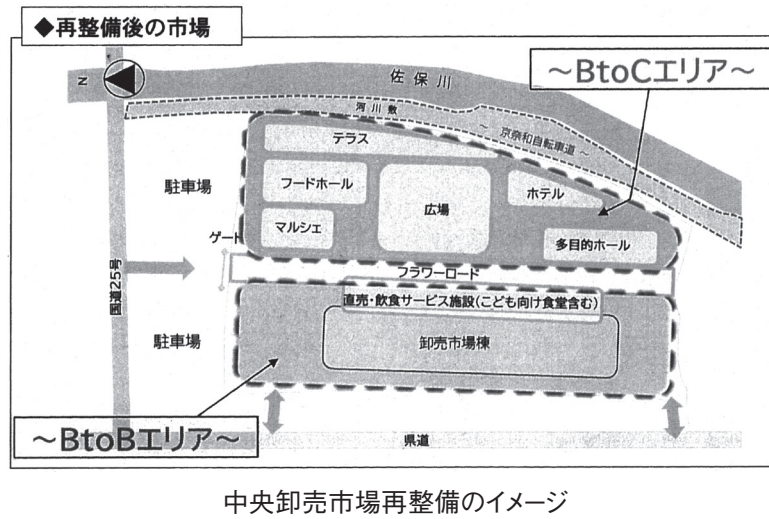 ◆再整備後の市場
N
佐保川
～BtoCエリア～
河川敷
～京奈和自転車道～
テラス
駐車場
フードホール
広場
ホテル
マルシェ
多目的ホール
ゲート
フラワーロード
国道25号
直売・飲食サービス施設(こども向け食堂含む)
駐車場
卸売市場棟
～BtoBエリア～
県道
中央卸売市場再整備のイメージ